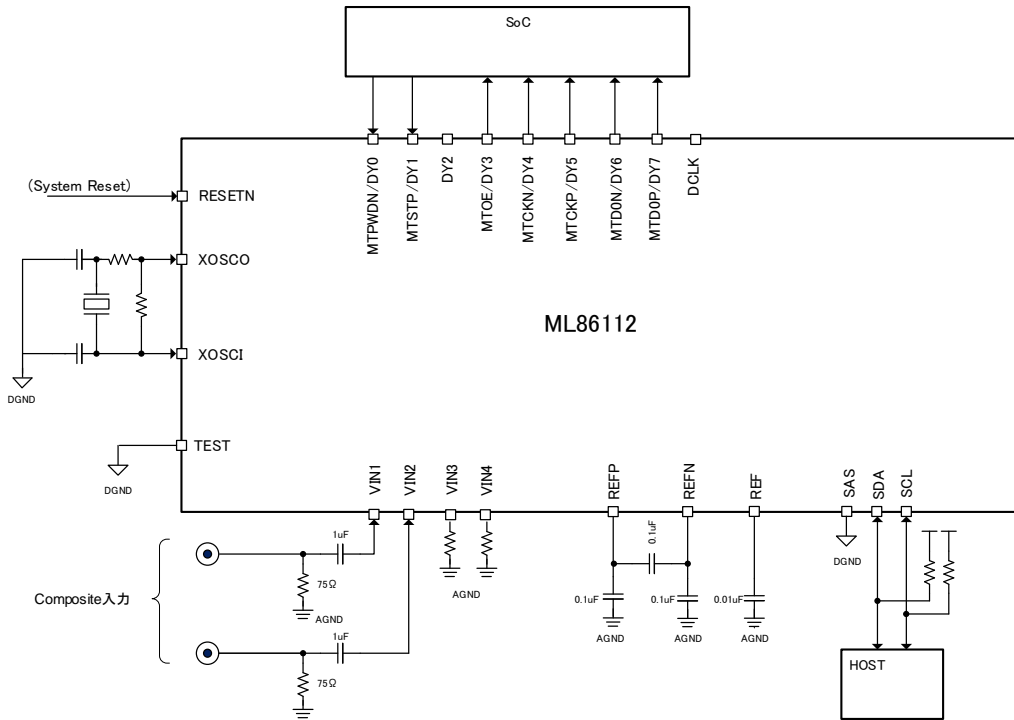 SoC
MTPWDN/DY0
MTSTP/DY1
DY2
MTOE/DY3
MTCKN/DY4
MTCKP/DY5
MTD0N/DY6
MTD0P/DY7
DCLK
(System Reset)
RESETN
XOSCO
XOSCI
DGND
ML86112
TEST
DGND
VIN1
VIN2
VIN3
VIN4
REFP
REFN
REF
SAS
SDA
SCL
1uF
75Ω
AGND
AGND
0.1uF
0.1uF
AGND
0.1uF
AGND
0.01uF
AGND
DGND
Composite入力
1uF
75Ω
HOST